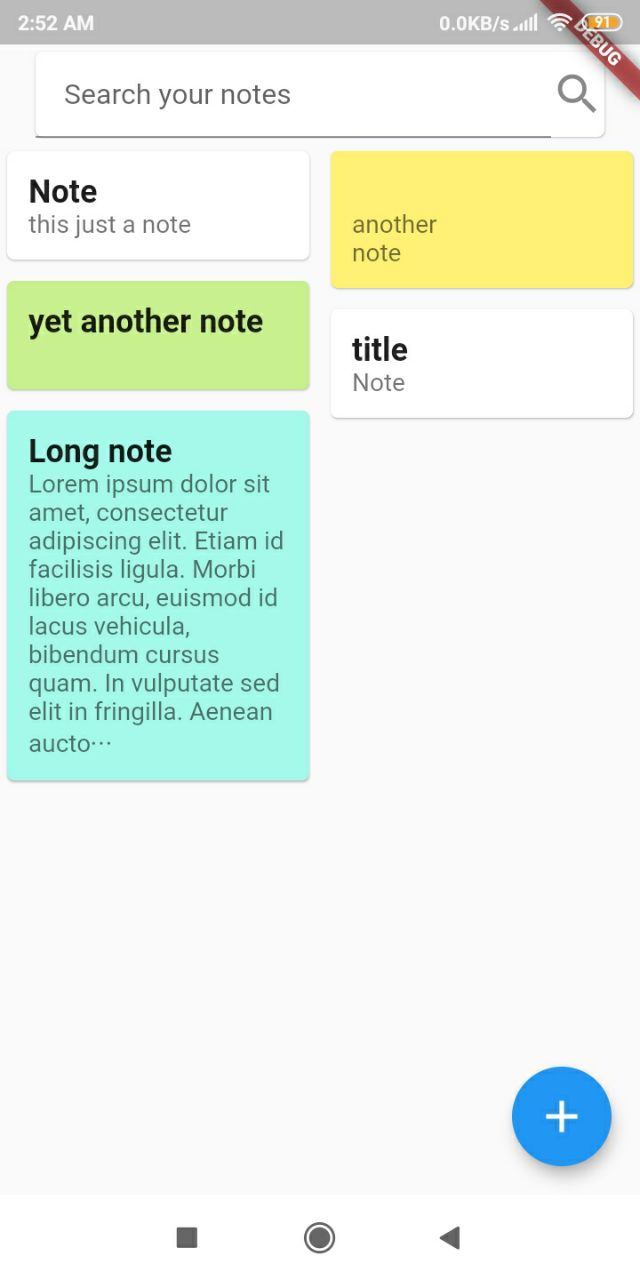 2:52 AM
0.0KB/s
91
DEBUG
Search your notes
Note
this just a note
another
note
yet another note
title
Note
Long note
Lorem ipsum dolor sit
amet, consectetur
adipiscing elit. Etiam id
facilisis ligula. Morbi
libero arcu, euismod id
lacus vehicula,
bibendum cursus
quam. In vulputate sed
elit in fringilla. Aenean
aucto…